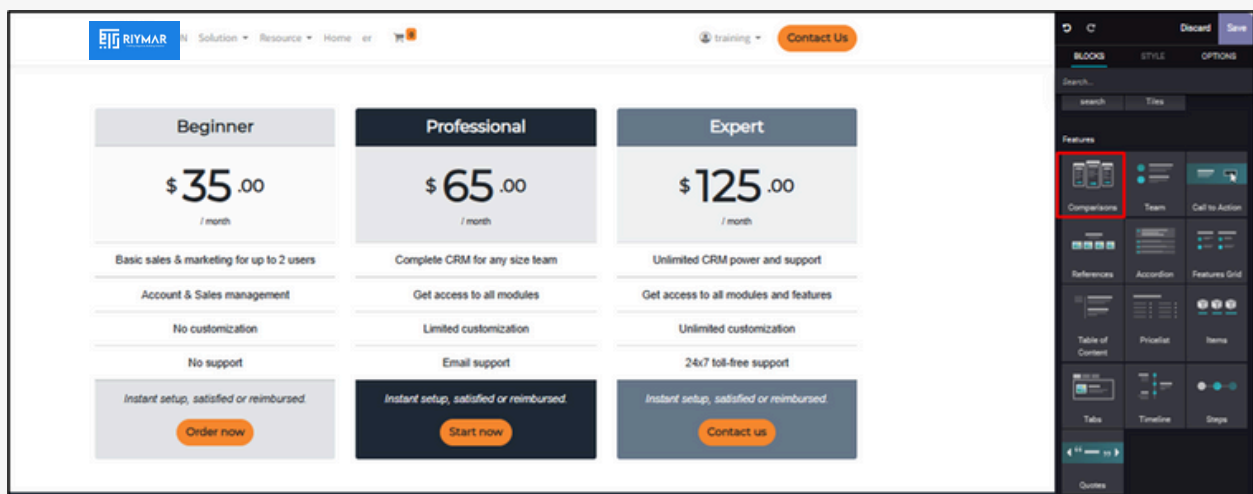 RIYMAR
N Solution Resource Home er 0
training Contact Us
Discard Save
BLOCKS STYLE OPTIONS
Search...
search Tiles
Features
Comparisons Team Call to Action
References Accordion Features Grid
Table of Content Pricelist Items
Tabs Timeline Steps
Quotes
Beginner
$ 35 .00
/ month
Basic sales & marketing for up to 2 users
Account & Sales management
No customization
No support
Instant setup, satisfied or reimbursed.
Order now
Professional
$ 65 .00
/ month
Complete CRM for any size team
Get access to all modules
Limited customization
Email support
Instant setup, satisfied or reimbursed.
Start now
Expert
$ 125 .00
/ month
Unlimited CRM power and support
Get access to all modules and features
Unlimited customization
24x7 toll-free support
Instant setup, satisfied or reimbursed.
Contact us